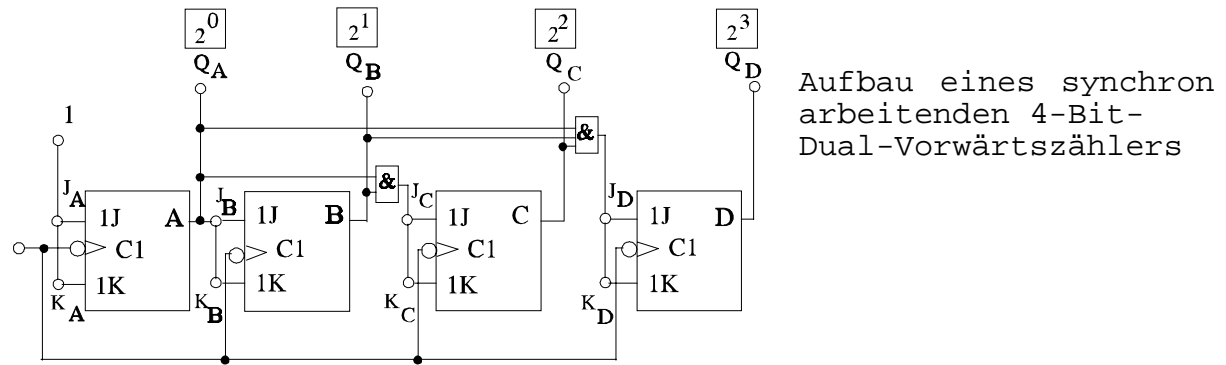 2^0 2^1 2^2 2^3
Q_A Q_B Q_C Q_D
Aufbau eines synchron
arbeitenden 4-Bit-
Dual-Vorwärtszählers
1
&
&
J_A J_B J_C J_D
1J A 1J B 1J C 1J D
C1 C1 C1 C1
1K 1K 1K 1K
K_A K_B K_C K_D